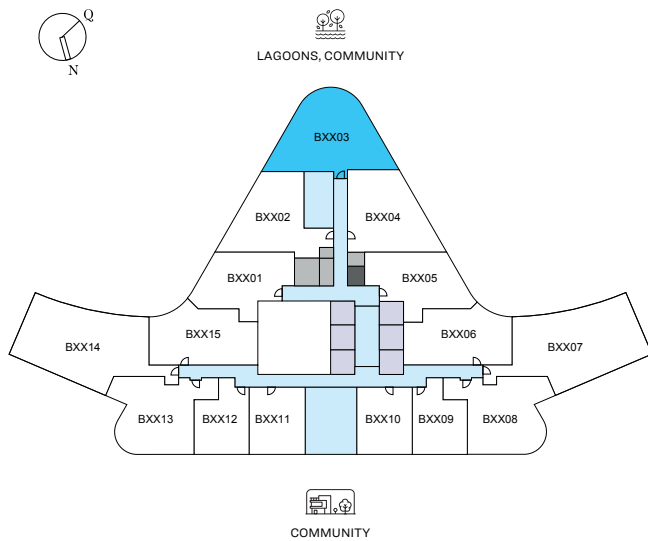 Q
N
LAGOONS, COMMUNITY
BXX03
BXX02
BXX04
BXX01
BXX05
BXX15
BXX06
BXX14
BXX07
BXX13
BXX12
BXX11
BXX10
BXX09
BXX08
COMMUNITY